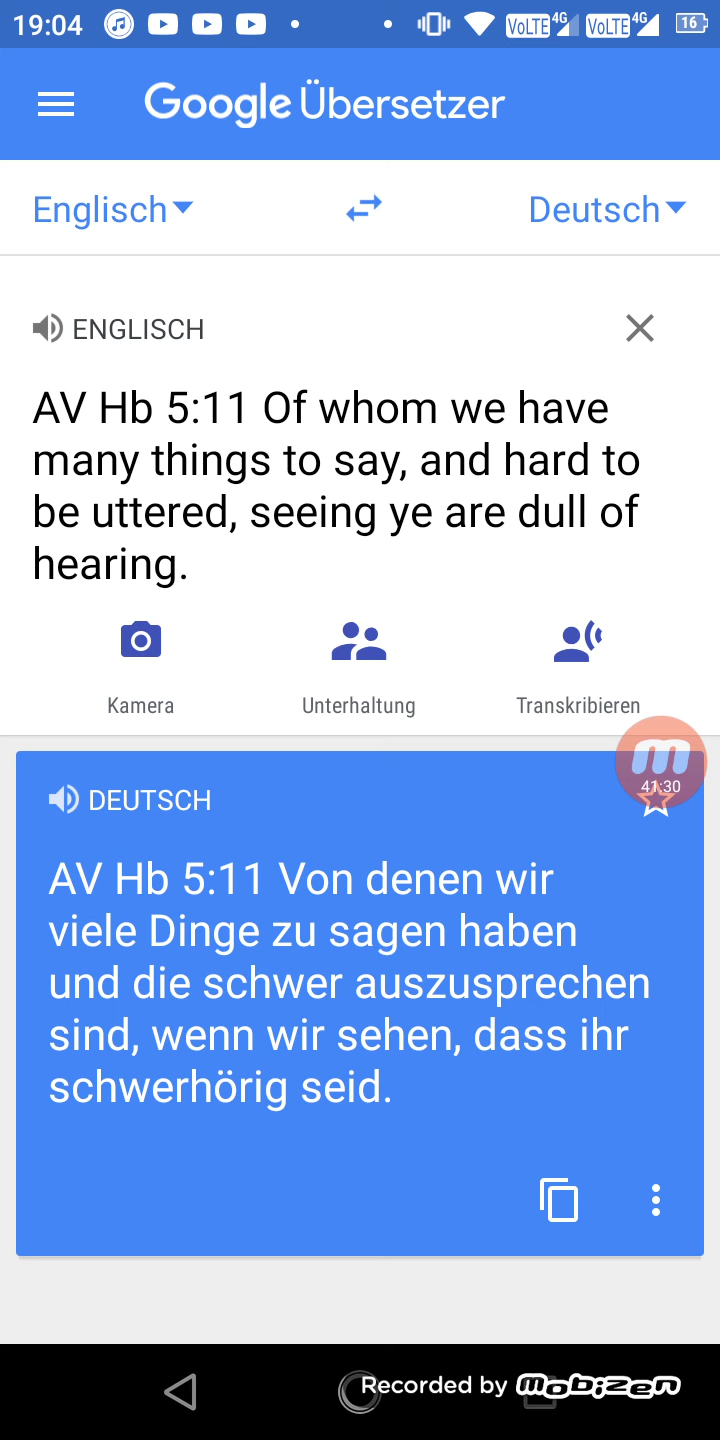 19:04 VoLTE 4G VoLTE 4G 16
Google Übersetzer
Englisch Deutsch
ENGLISCH
AV Hb 5:11 Of whom we have
many things to say, and hard to
be uttered, seeing ye are dull of
hearing.
Kamera Unterhaltung Transkribieren
41:30
DEUTSCH
AV Hb 5:11 Von denen wir
viele Dinge zu sagen haben
und die schwer auszusprechen
sind, wenn wir sehen, dass ihr
schwerhörig seid.
Recorded by mobizen